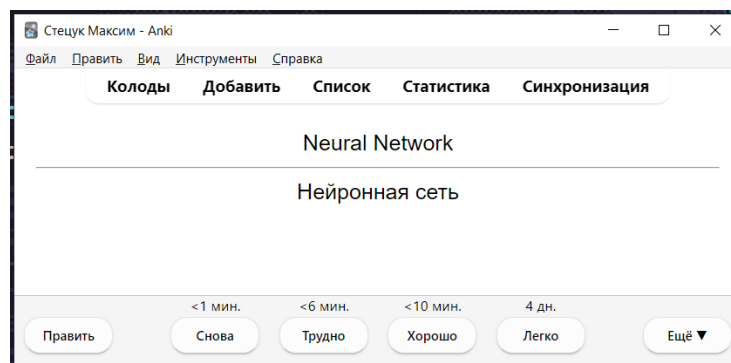 Стецук Максим - Anki
Файл Править Вид Инструменты Справка
Колоды Добавить Список Статистика Синхронизация
Neural Network
Нейронная сеть
<1 мин. <6 мин. <10 мин. 4 дн.
Править Снова Трудно Хорошо Легко Ещё ▼